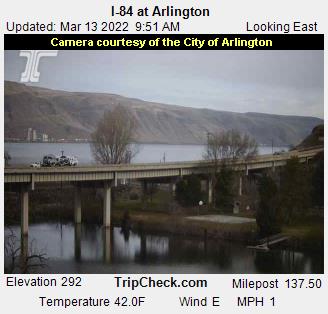 I-84 at Arlington
Updated: Mar 13 2022 9:51 AM Looking East
Camera courtesy of the City of Arlington
Elevation 292 TripCheck.com Milepost 137.50
Temperature 42.0F Wind E MPH 1